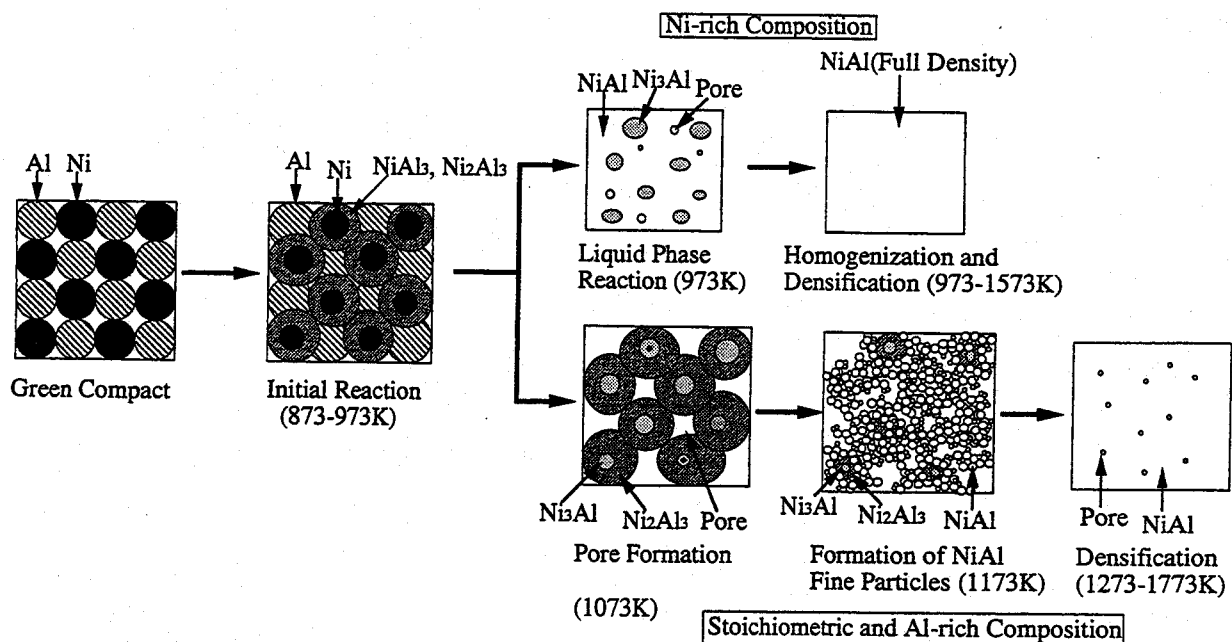 Ni-rich Composition
NiAl(Full Density)
NiAl Ni3Al Pore
Al Ni
Al Ni NiAl3, Ni2Al3
Liquid Phase
Reaction (973K)
Homogenization and
Densification (973-1573K)
Green Compact
Initial Reaction
(873-973K)
Ni3Al Ni2Al3 Pore
Pore Formation
(1073K)
Ni3Al Ni2Al3 NiAl
Formation of NiAl
Fine Particles (1173K)
Pore NiAl
Densification
(1273-1773K)
Stoichiometric and Al-rich Composition